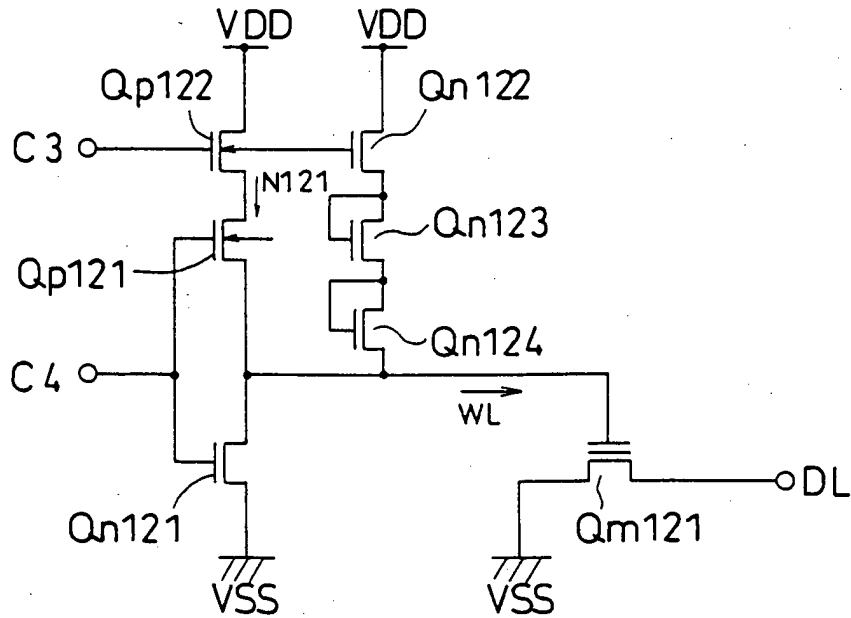 VDD
VDD
Qp122
Qn122
C3
N121
Qn123
Qp121
Qn124
C4
WL
DL
Qn121
Qm121
VSS
VSS